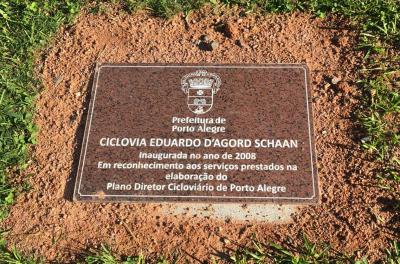 Prefeitura de
Porto Alegre
CICLOVIA EDUARDO D'AGORD SCHAAN
Inaugurada no ano de 2008
Em reconhecimento aos serviços prestados na
elaboração do
Plano Diretor Cicloviário de Porto Alegre